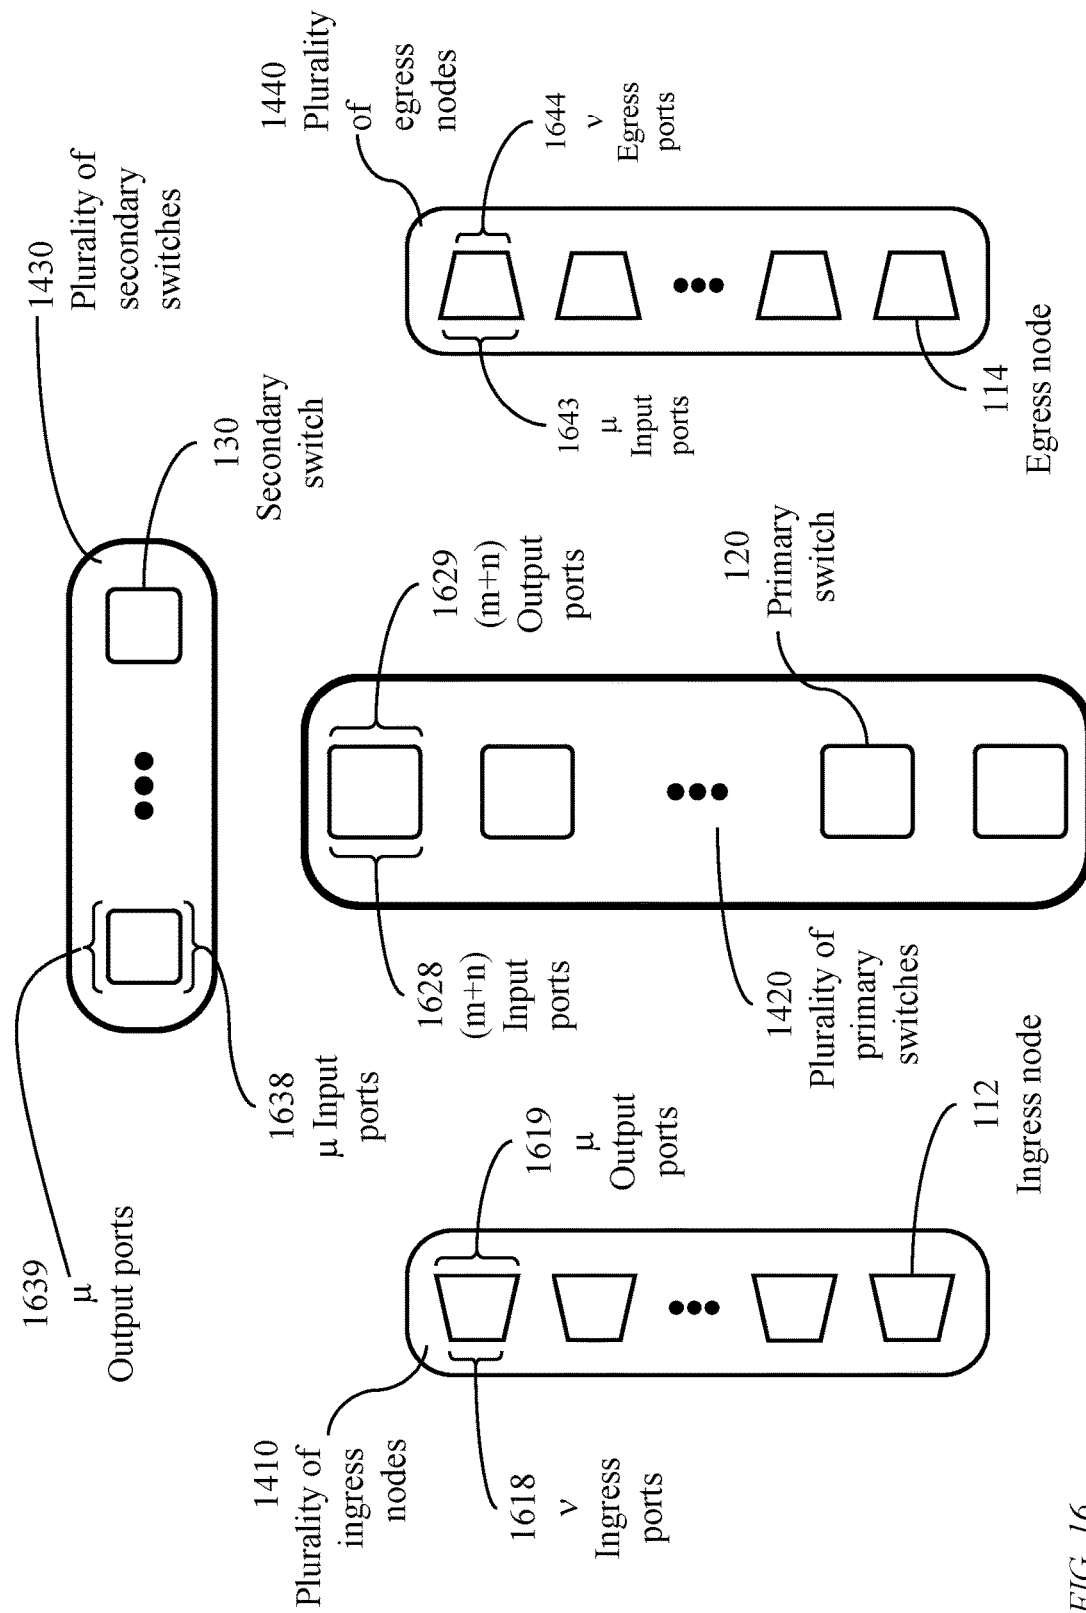 1639
μ
Output ports
1430
Plurality of
secondary
switches
1638
μ Input
ports
130
Secondary
switch
1410
Plurality of
ingress
nodes
1440
Plurality
of
egress
nodes
1618
ν
Ingress
ports
1619
μ
Output
ports
1628
(m+n)
Input
ports
1629
(m+n)
Output
ports
1643
μ
Input
ports
1644
ν
Egress
ports
1420
Plurality of
primary
switches
120
Primary
switch
112
Ingress node
114
Egress node
FIG. 16